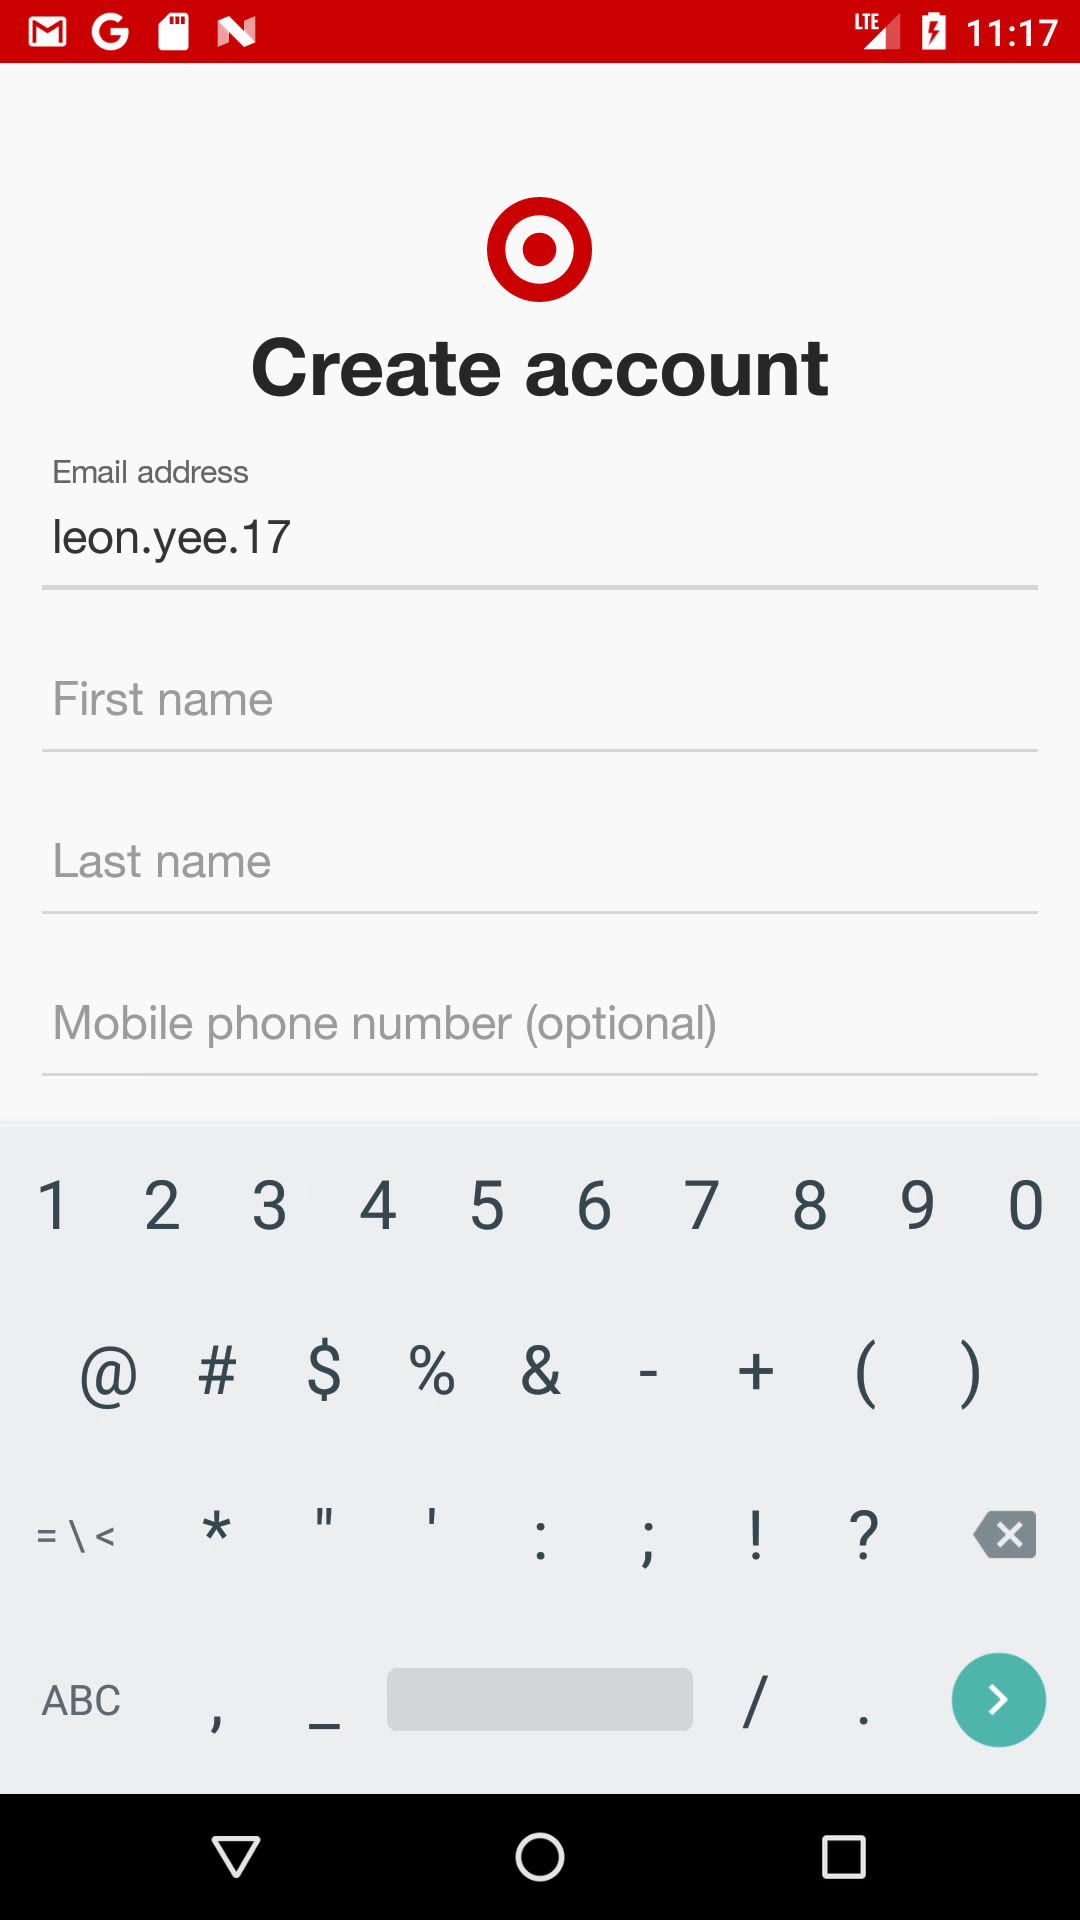 LTE 11:17
Create account
Email address
leon.yee.17
First name
Last name
Mobile phone number (optional)
1 2 3 4 5 6 7 8 9 0
@ # $ % & - + ( )
= \ < * " ' : ; ! ?
ABC , _ / .